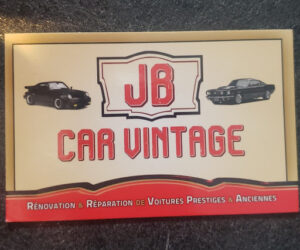 JB
CAR VINTAGE
RÉNOVATION & RÉPARATION DE VOITURES PRESTIGES & ANCIENNES